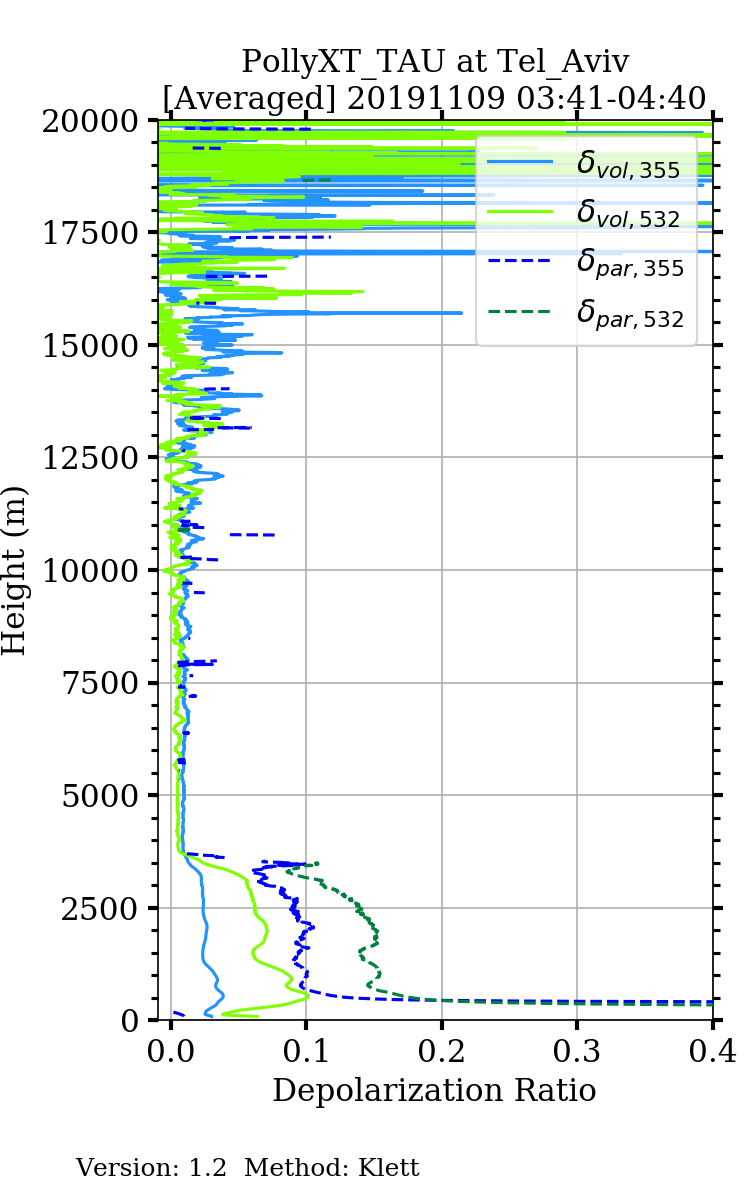 PollyXT_TAU at Tel_Aviv
[Averaged] 20191109 03:41-04:40
20000
17500
15000
12500
10000
7500
5000
2500
0
Height (m)
δvol, 355
δvol, 532
δpar, 355
δpar, 532
0.0 0.1 0.2 0.3 0.4
Depolarization Ratio
Version: 1.2 Method: Klett